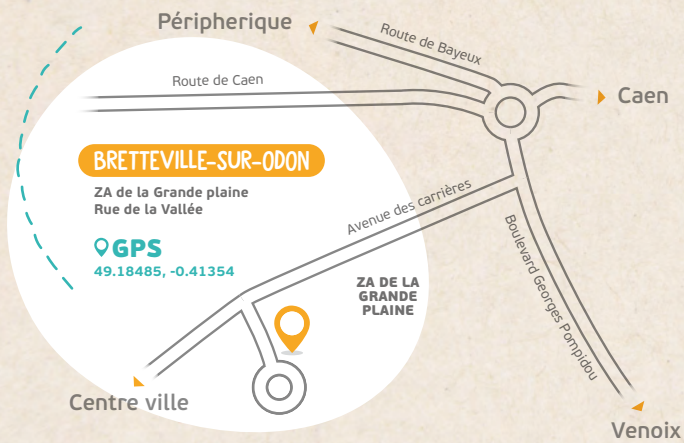 Péripherique
Route de Bayeux
Route de Caen
Caen
BRETTEVILLE-SUR-ODON
ZA de la Grande plaine
Rue de la Vallée
Avenue des carrières
GPS
49.18485, -0.41354
ZA DE LA
GRANDE
PLAINE
Boulevard Georges Pompidou
Centre ville
Venoix